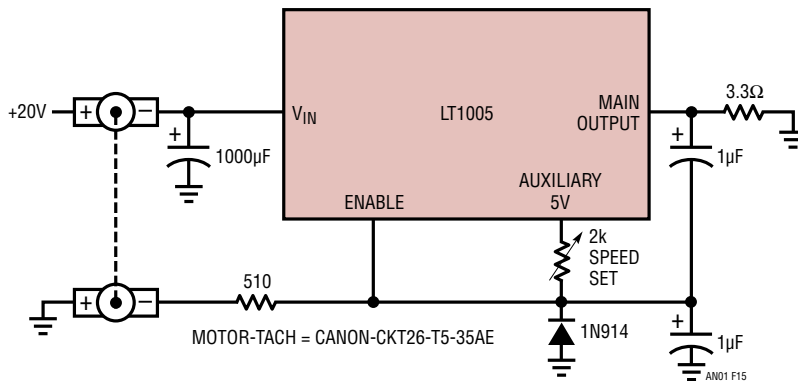 +20V
+
−
+
1000µF
VIN
LT1005
MAIN
OUTPUT
3.3Ω
+
1µF
ENABLE
AUXILIARY
5V
2k
SPEED
SET
+
−
510
MOTOR-TACH = CANON-CKT26-T5-35AE
1N914
+
1µF
AN01 F15